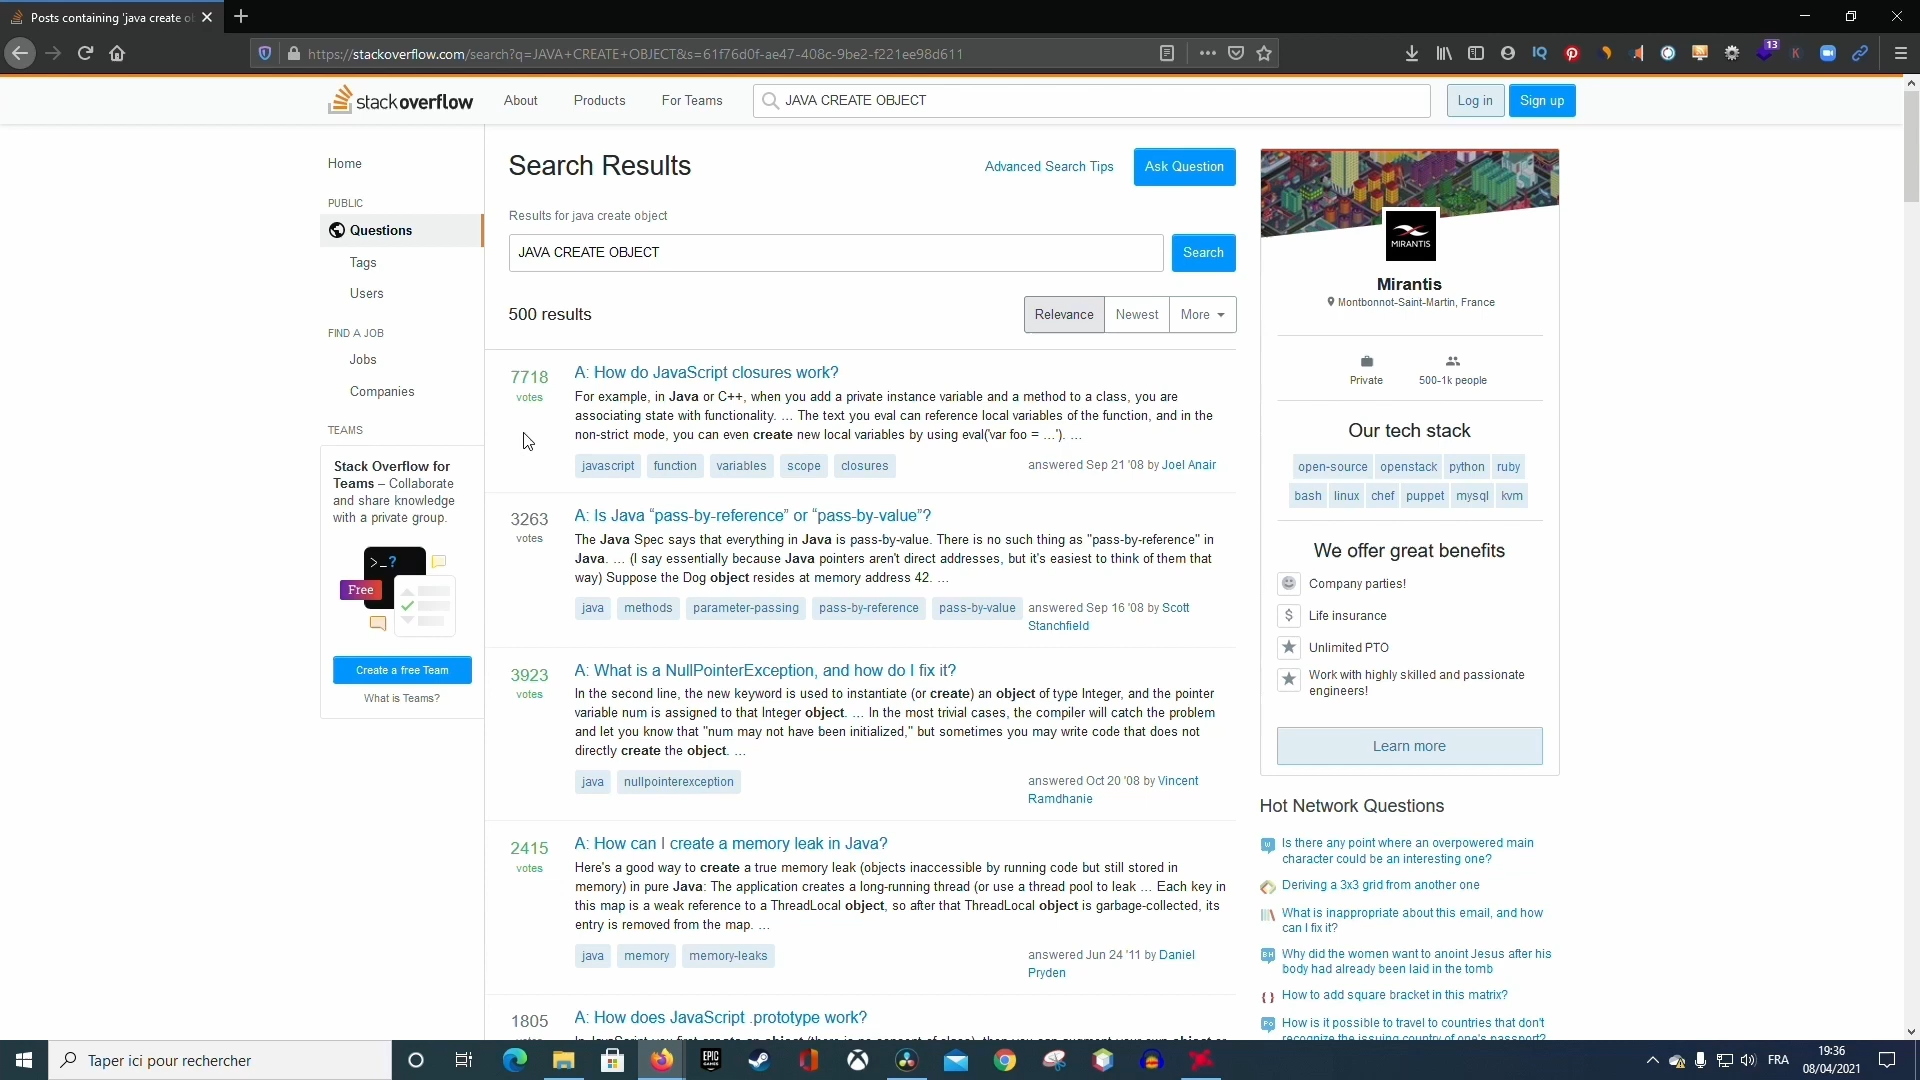 Posts containing 'java create ob
https://stackoverflow.com/search?q=JAVA+CREATE+OBJECT&s=61f76d0f-ae47-408c-9be2-f221ee98d611
13
stackoverflow
About
Products
For Teams
JAVA CREATE OBJECT
Log in
Sign up
Home
PUBLIC
Questions
Tags
Users
FIND A JOB
Jobs
Companies
TEAMS
Stack Overflow for
Teams – Collaborate
and share knowledge
with a private group.
>_?
Free
Create a free Team
What is Teams?
Search Results
Advanced Search Tips
Ask Question
Results for java create object
JAVA CREATE OBJECT
Search
500 results
Relevance
Newest
More
7718
votes
A: How do JavaScript closures work?
For example, in Java or C++, when you add a private instance variable and a method to a class, you are
associating state with functionality. … The text you eval can reference local variables of the function, and in the
non-strict mode, you can even create new local variables by using eval('var foo = …'). …
javascript function variables scope closures
answered Sep 21 '08 by Joel Anair
3263
votes
A: Is Java “pass-by-reference” or “pass-by-value”?
The Java Spec says that everything in Java is pass-by-value. There is no such thing as "pass-by-reference" in
Java. … (I say essentially because Java pointers aren't direct addresses, but it's easiest to think of them that
way) Suppose the Dog object resides at memory address 42. …
java methods parameter-passing pass-by-reference pass-by-value
answered Sep 16 '08 by Scott
Stanchfield
3923
votes
A: What is a NullPointerException, and how do I fix it?
In the second line, the new keyword is used to instantiate (or create) an object of type Integer, and the pointer
variable num is assigned to that Integer object. … In the most trivial cases, the compiler will catch the problem
and let you know that "num may not have been initialized," but sometimes you may write code that does not
directly create the object. …
java nullpointerexception
answered Oct 20 '08 by Vincent
Ramdhanie
2415
votes
A: How can I create a memory leak in Java?
Here's a good way to create a true memory leak (objects inaccessible by running code but still stored in
memory) in pure Java: The application creates a long-running thread (or use a thread pool to leak … Each key in
this map is a weak reference to a ThreadLocal object, so after that ThreadLocal object is garbage-collected, its
entry is removed from the map. …
java memory memory-leaks
answered Jun 24 '11 by Daniel
Pryden
1805
A: How does JavaScript .prototype work?
MIRANTIS
Mirantis
Montbonnot-Saint-Martin, France
Private
500-1k people
Our tech stack
open-source openstack python ruby
bash linux chef puppet mysql kvm
We offer great benefits
Company parties!
Life insurance
Unlimited PTO
Work with highly skilled and passionate
engineers!
Learn more
Hot Network Questions
Is there any point where an overpowered main
character could be an interesting one?
Deriving a 3x3 grid from another one
What is inappropriate about this email, and how
can I fix it?
Why did the women want to anoint Jesus after his
body had already been laid in the tomb
How to add square bracket in this matrix?
How is it possible to travel to countries that don't
recognize the issuing country of one's passport?
Taper ici pour rechercher
EPIC
GAMES
FRA
19:36
08/04/2021